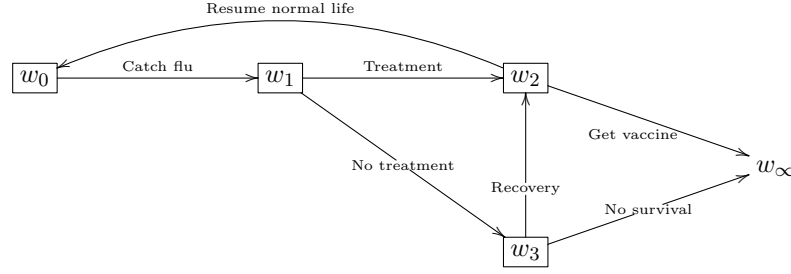 Resume normal life
w₀
Catch flu
w₁
Treatment
w₂
No treatment
Get vaccine
w∞
Recovery
No survival
w₃